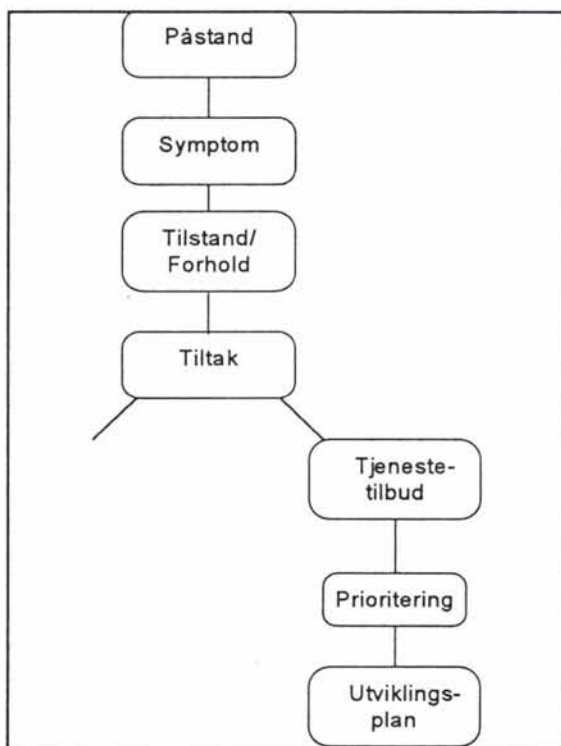 Påstand
Symptom
Tilstand/
Forhold
Tiltak
Tjeneste-
tilbud
Prioritering
Utviklings-
plan